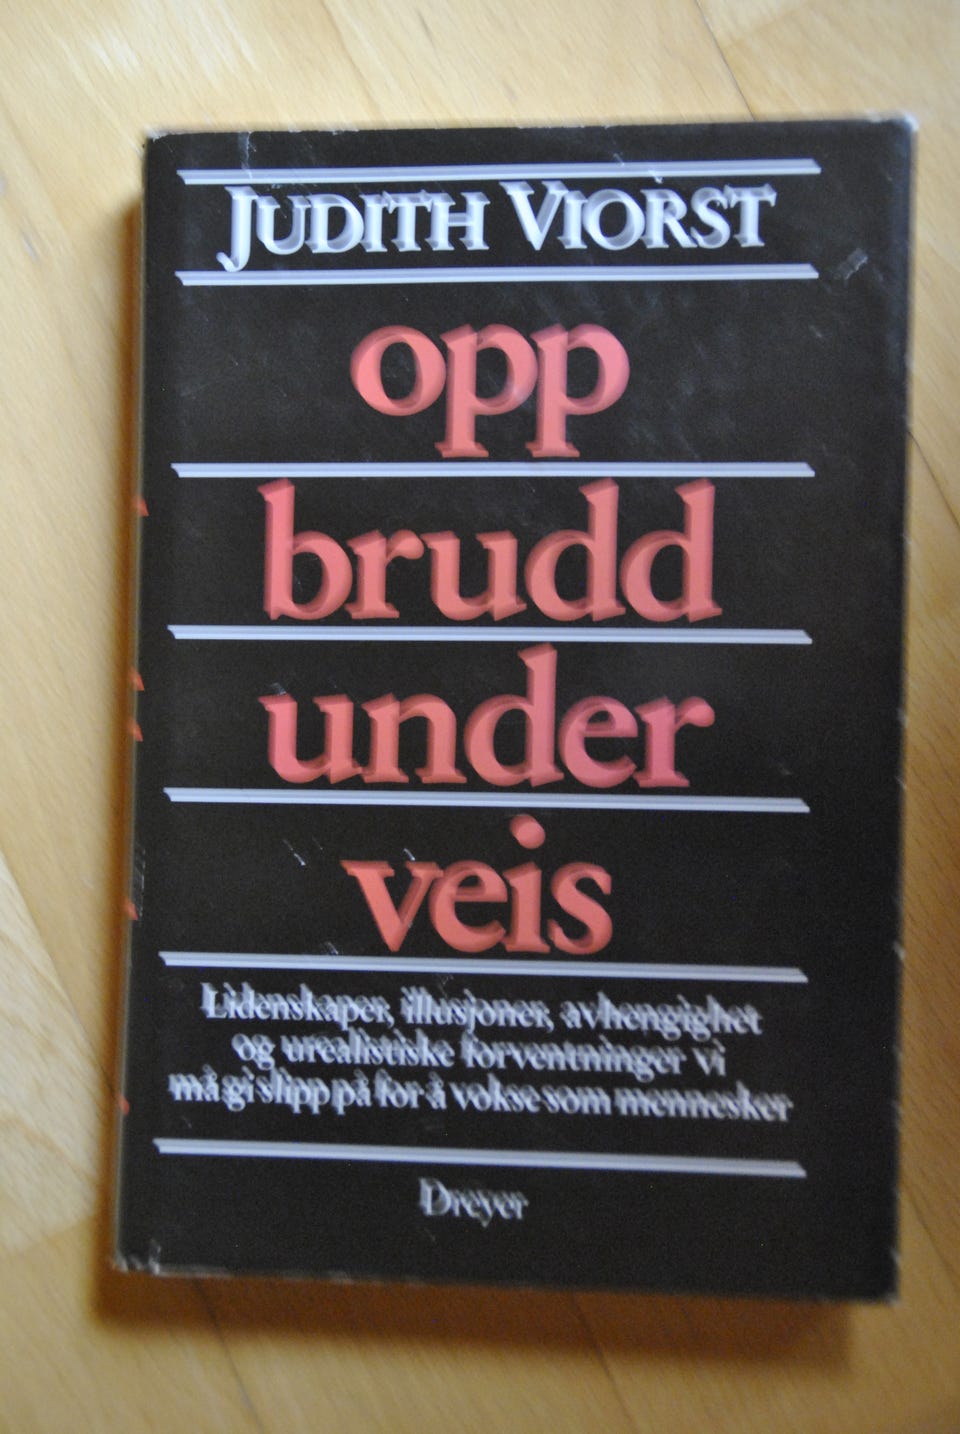 JUDITH VIORST
opp
brudd
under
veis
Lidenskaper, illusjoner, avhengighet
og urealistiske forventninger vi
må gi slipp på for å vokse som mennesker
Dreyer